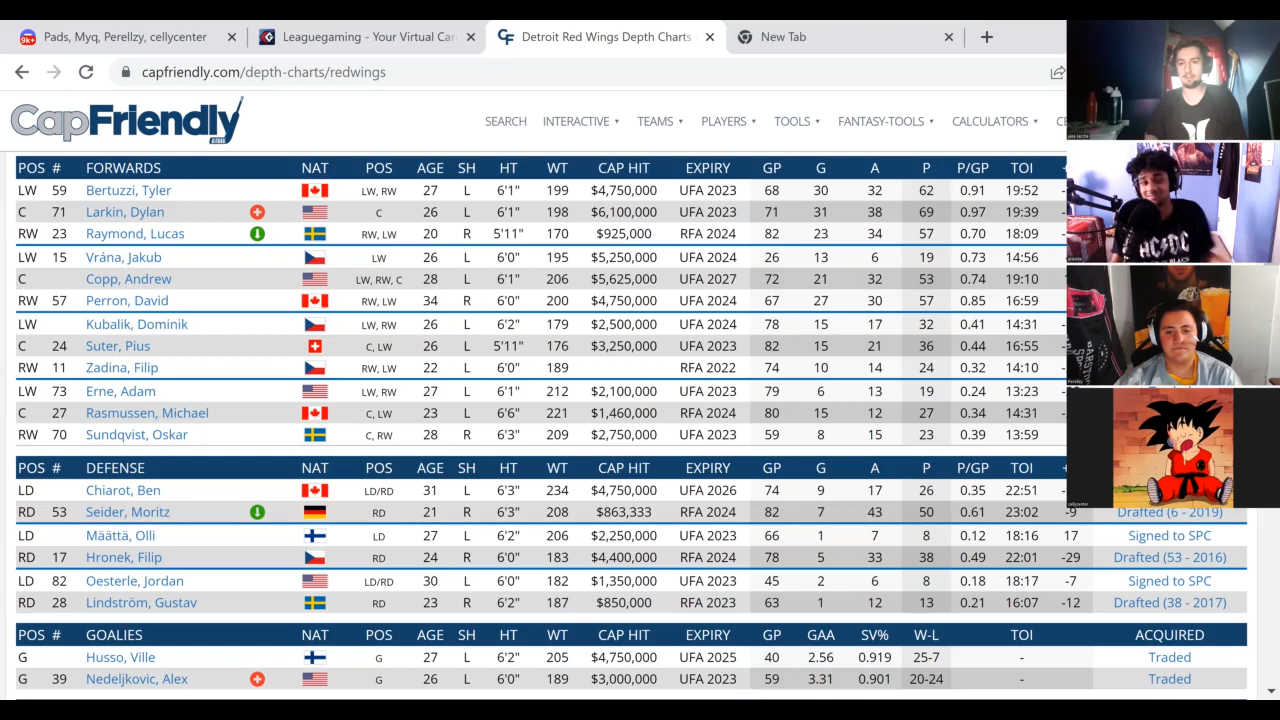 Pads, Myq, Perellzy, cellycenter
Leaguegaming - Your Virtual Car
Detroit Red Wings Depth Charts
New Tab
capfriendly.com/depth-charts/redwings
CapFriendly SEARCH INTERACTIVE TEAMS PLAYERS TOOLS FANTASY-TOOLS CALCULATORS
POS # FORWARDS NAT POS AGE SH HT WT CAP HIT EXPIRY GP G A P P/GP TOI
LW 59 Bertuzzi, Tyler LW, RW 27 L 6'1" 199 $4,750,000 UFA 2023 68 30 32 62 0.91 19:52
C 71 Larkin, Dylan C 26 L 6'1" 198 $6,100,000 UFA 2023 71 31 38 69 0.97 19:39
RW 23 Raymond, Lucas RW, LW 20 R 5'11" 170 $925,000 RFA 2024 82 23 34 57 0.70 18:09
LW 15 Vrána, Jakub LW 26 L 6'0" 195 $5,250,000 UFA 2024 26 13 6 19 0.73 14:56
C Copp, Andrew LW, RW, C 28 L 6'1" 206 $5,625,000 UFA 2027 72 21 32 53 0.74 19:10
RW 57 Perron, David RW, LW 34 R 6'0" 200 $4,750,000 UFA 2024 67 27 30 57 0.85 16:59
LW Kubalik, Dominik LW, RW 26 L 6'2" 179 $2,500,000 UFA 2024 78 15 17 32 0.41 14:31
C 24 Suter, Pius C, LW 26 L 5'11" 176 $3,250,000 UFA 2023 82 15 21 36 0.44 16:55
RW 11 Zadina, Filip RW, LW 22 L 6'0" 189 RFA 2022 74 10 14 24 0.32 14:10
LW 73 Erne, Adam LW, RW 27 L 6'1" 212 $2,100,000 UFA 2023 79 6 13 19 0.24 13:23
C 27 Rasmussen, Michael C, LW 23 L 6'6" 221 $1,460,000 RFA 2024 80 15 12 27 0.34 14:31
RW 70 Sundqvist, Oskar C, RW 28 R 6'3" 209 $2,750,000 UFA 2023 59 8 15 23 0.39 13:59
POS # DEFENSE NAT POS AGE SH HT WT CAP HIT EXPIRY GP G A P P/GP TOI
LD Chiarot, Ben LD/RD 31 L 6'3" 234 $4,750,000 UFA 2026 74 9 17 26 0.35 22:51
RD 53 Seider, Moritz RD 21 R 6'3" 208 $863,333 RFA 2024 82 7 43 50 0.61 23:02 -9 Drafted (6 - 2019)
LD Määttä, Olli LD 27 L 6'2" 206 $2,250,000 UFA 2023 66 1 7 8 0.12 18:16 17 Signed to SPC
RD 17 Hronek, Filip RD 24 R 6'0" 183 $4,400,000 RFA 2024 78 5 33 38 0.49 22:01 -29 Drafted (53 - 2016)
LD 82 Oesterle, Jordan LD/RD 30 L 6'0" 182 $1,350,000 UFA 2023 45 2 6 8 0.18 18:17 -7 Signed to SPC
RD 28 Lindström, Gustav RD 23 R 6'2" 187 $850,000 RFA 2023 63 1 12 13 0.21 16:07 -12 Drafted (38 - 2017)
POS # GOALIES NAT POS AGE SH HT WT CAP HIT EXPIRY GP GAA SV% W-L TOI ACQUIRED
G Husso, Ville G 27 L 6'2" 205 $4,750,000 UFA 2025 40 2.56 0.919 25-7 - Traded
G 39 Nedeljkovic, Alex G 26 L 6'0" 189 $3,000,000 UFA 2023 59 3.31 0.901 20-24 - Traded
AC/DC
BLACK
Perellzy
cellycenter